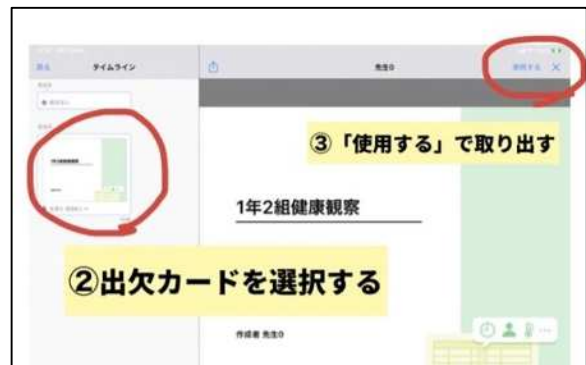 戻る タイムライン 先生0 使用する ×
③「使用する」で取り出す
1年2組健康観察
②出欠カードを選択する
作成者 先生0